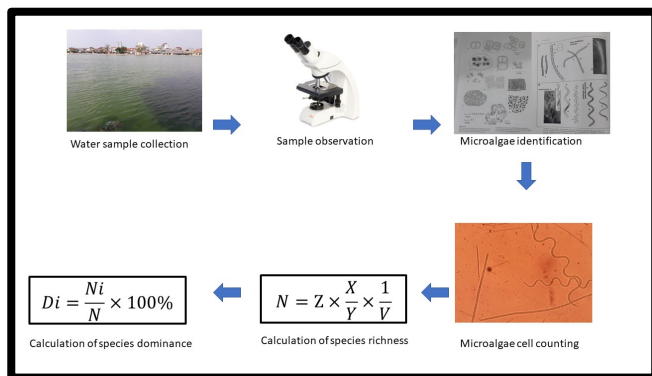 Water sample collection
Sample observation
Microalgae identification
Microalgae cell counting
N = Z × X/Y × 1/V
Calculation of species richness
Di = Ni/N × 100%
Calculation of species dominance